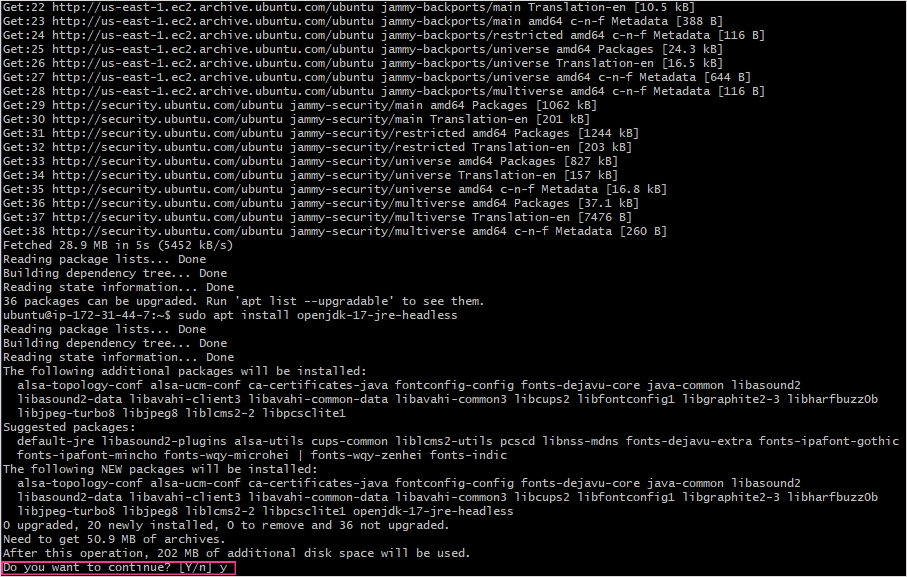 Get:22 http://us-east-1.ec2.archive.ubuntu.com/ubuntu jammy-backports/main Translation-en [10.5 kB]
Get:23 http://us-east-1.ec2.archive.ubuntu.com/ubuntu jammy-backports/main amd64 c-n-f Metadata [388 B]
Get:24 http://us-east-1.ec2.archive.ubuntu.com/ubuntu jammy-backports/restricted amd64 c-n-f Metadata [116 B]
Get:25 http://us-east-1.ec2.archive.ubuntu.com/ubuntu jammy-backports/universe amd64 Packages [24.3 kB]
Get:26 http://us-east-1.ec2.archive.ubuntu.com/ubuntu jammy-backports/universe Translation-en [16.5 kB]
Get:27 http://us-east-1.ec2.archive.ubuntu.com/ubuntu jammy-backports/universe amd64 c-n-f Metadata [644 B]
Get:28 http://us-east-1.ec2.archive.ubuntu.com/ubuntu jammy-backports/multiverse amd64 c-n-f Metadata [116 B]
Get:29 http://security.ubuntu.com/ubuntu jammy-security/main amd64 Packages [1062 kB]
Get:30 http://security.ubuntu.com/ubuntu jammy-security/main Translation-en [201 kB]
Get:31 http://security.ubuntu.com/ubuntu jammy-security/restricted amd64 Packages [1244 kB]
Get:32 http://security.ubuntu.com/ubuntu jammy-security/restricted Translation-en [203 kB]
Get:33 http://security.ubuntu.com/ubuntu jammy-security/universe amd64 Packages [827 kB]
Get:34 http://security.ubuntu.com/ubuntu jammy-security/universe Translation-en [157 kB]
Get:35 http://security.ubuntu.com/ubuntu jammy-security/universe amd64 c-n-f Metadata [16.8 kB]
Get:36 http://security.ubuntu.com/ubuntu jammy-security/multiverse amd64 Packages [37.1 kB]
Get:37 http://security.ubuntu.com/ubuntu jammy-security/multiverse Translation-en [7476 B]
Get:38 http://security.ubuntu.com/ubuntu jammy-security/multiverse amd64 c-n-f Metadata [260 B]
Fetched 28.9 MB in 5s (5452 kB/s)
Reading package lists... Done
Building dependency tree... Done
Reading state information... Done
36 packages can be upgraded. Run 'apt list --upgradable' to see them.
ubuntu@ip-172-31-44-7:~$ sudo apt install openjdk-17-jre-headless
Reading package lists... Done
Building dependency tree... Done
Reading state information... Done
The following additional packages will be installed:
  alsa-topology-conf alsa-ucm-conf ca-certificates-java fontconfig-config fonts-dejavu-core java-common libasound2
  libasound2-data libavahi-client3 libavahi-common-data libavahi-common3 libcups2 libfontconfig1 libgraphite2-3 libharfbuzz0b
  libjpeg-turbo8 libjpeg8 liblcms2-2 libpcsclite1
Suggested packages:
  default-jre libasound2-plugins alsa-utils cups-common liblcms2-utils pcscd libnss-mdns fonts-dejavu-extra fonts-ipafont-gothic
  fonts-ipafont-mincho fonts-wqy-microhei | fonts-wqy-zenhei fonts-indic
The following NEW packages will be installed:
  alsa-topology-conf alsa-ucm-conf ca-certificates-java fontconfig-config fonts-dejavu-core java-common libasound2
  libasound2-data libavahi-client3 libavahi-common-data libavahi-common3 libcups2 libfontconfig1 libgraphite2-3 libharfbuzz0b
  libjpeg-turbo8 libjpeg8 liblcms2-2 libpcsclite1 openjdk-17-jre-headless
0 upgraded, 20 newly installed, 0 to remove and 36 not upgraded.
Need to get 50.9 MB of archives.
After this operation, 202 MB of additional disk space will be used.
Do you want to continue? [Y/n] y